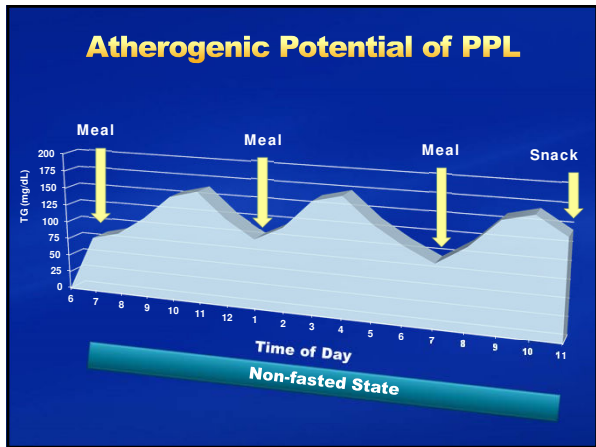 Atherogenic Potential of PPL
Meal
Meal
Meal
Snack
TG (mg/dL)
200
175
150
125
100
75
50
25
0
6 7 8 9 10 11 12 1 2 3 4 5 6 7 8 9 10 11
Time of Day
Non-fasted State